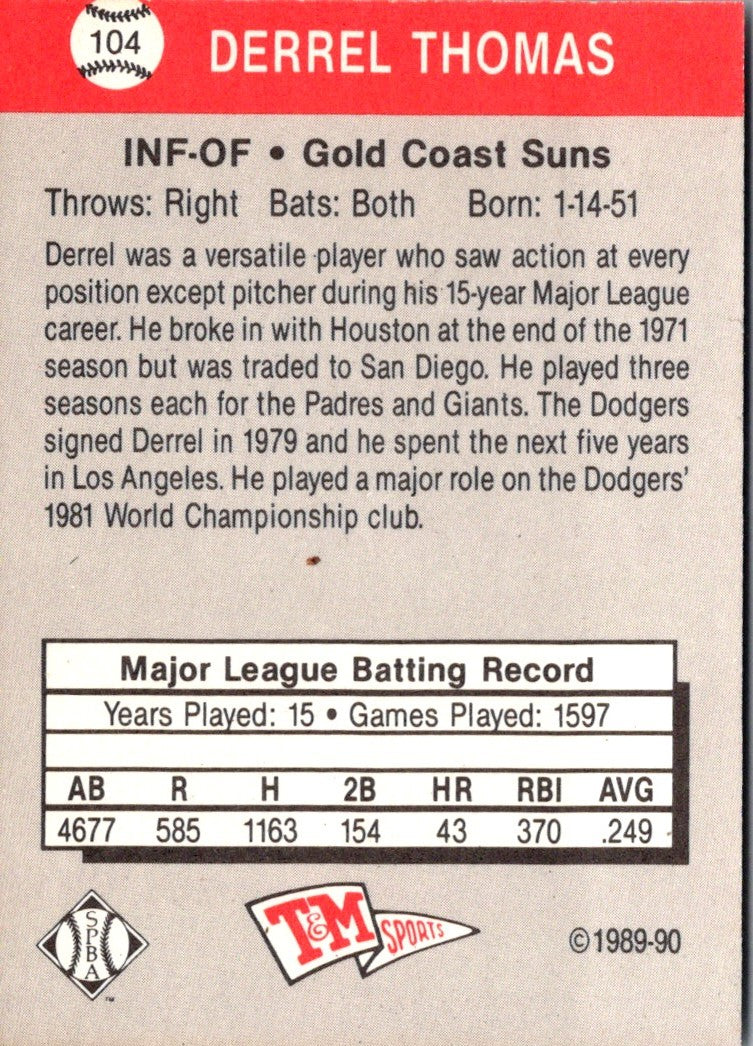 104
DERREL THOMAS
INF-OF • Gold Coast Suns
Throws: Right Bats: Both Born: 1-14-51
Derrel was a versatile player who saw action at every
position except pitcher during his 15-year Major League
career. He broke in with Houston at the end of the 1971
season but was traded to San Diego. He played three
seasons each for the Padres and Giants. The Dodgers
signed Derrel in 1979 and he spent the next five years
in Los Angeles. He played a major role on the Dodgers'
1981 World Championship club.
Major League Batting Record
Years Played: 15 • Games Played: 1597
AB R H 2B HR RBI AVG
4677 585 1163 154 43 370 .249
SPBA
™
T&M SPORTS
©1989-90